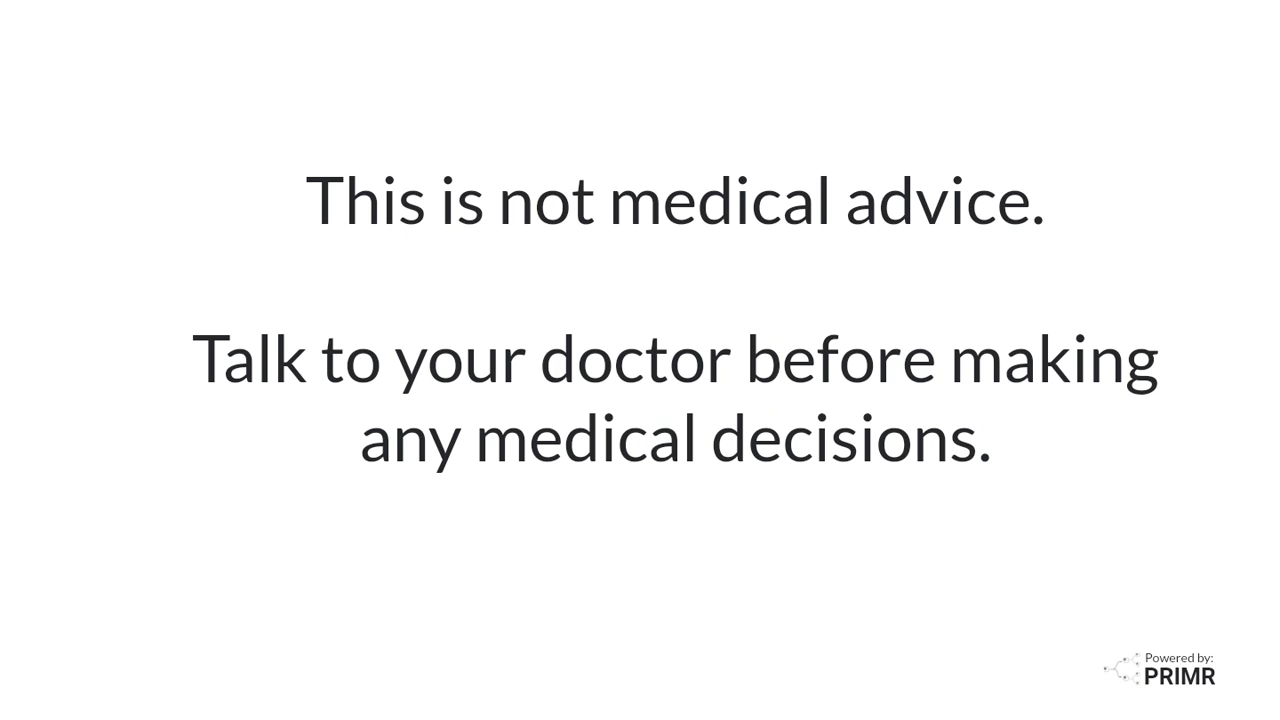 This is not medical advice.
Talk to your doctor before making
any medical decisions.
Powered by:
PRIMR